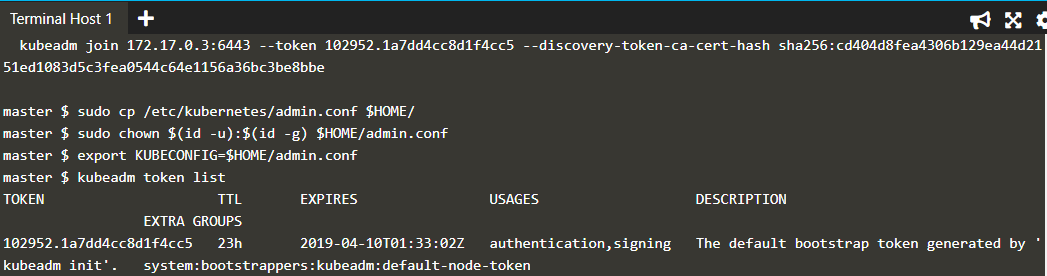 Terminal Host 1
kubeadm join 172.17.0.3:6443 --token 102952.1a7dd4cc8d1f4cc5 --discovery-token-ca-cert-hash sha256:cd404d8fea4306b129ea44d21
51ed1083d5c3fea0544c64e1156a36bc3be8bbe
master $ sudo cp /etc/kubernetes/admin.conf $HOME/
master $ sudo chown $(id -u):$(id -g) $HOME/admin.conf
master $ export KUBECONFIG=$HOME/admin.conf
master $ kubeadm token list
TOKEN TTL EXPIRES USAGES DESCRIPTION
EXTRA GROUPS
102952.1a7dd4cc8d1f4cc5 23h 2019-04-10T01:33:02Z authentication,signing The default bootstrap token generated by '
kubeadm init'. system:bootstrappers:kubeadm:default-node-token